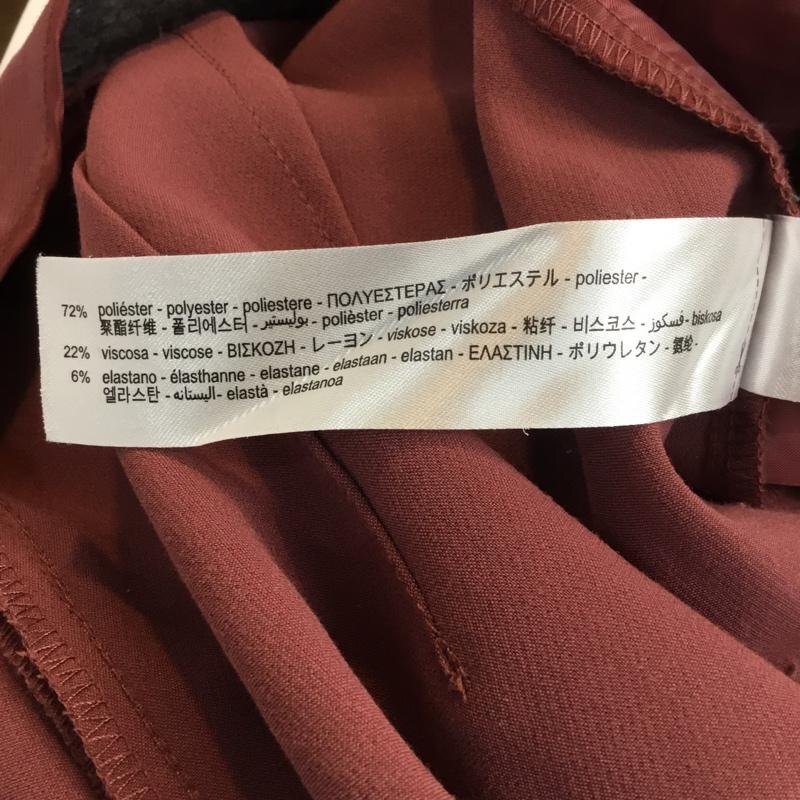 72% poliéster - polyester - poliestere - ΠΟΛΥΕΣΤΕΡΑΣ - ポリエステル - poliester -
聚酯纤维 - 폴리에스터 - بوليستير - polièster - poliesterra
22% viscosa - viscose - ΒΙΣΚΟΖΗ - レーヨン - viskose - viskoza - 粘纤 - 비스코스 - فسكوز - biskosa
6% elastano - élasthanne - elastane - elastaan - elastan - ΕΛΑΣΤΙΝΗ - ポリウレタン - 氨纶 -
엘라스탄 - اليستانه - elastà - elastanoa